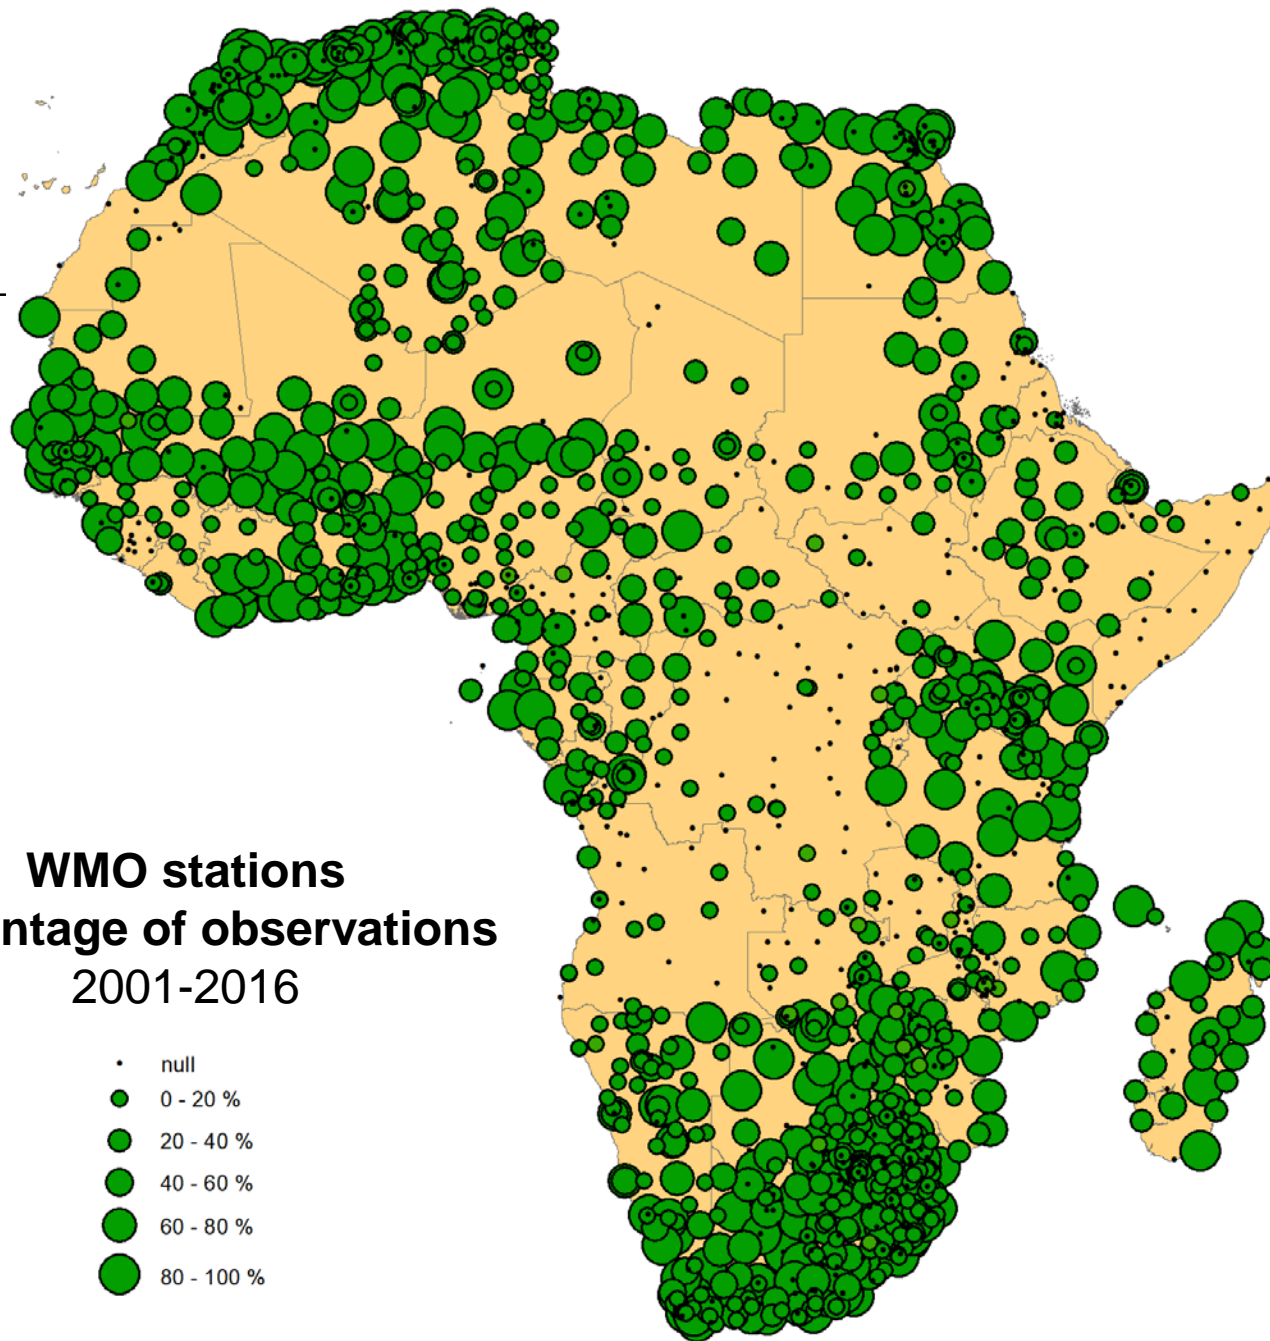 WMO stations
ntage of observations
2001-2016
null
0 - 20 %
20 - 40 %
40 - 60 %
60 - 80 %
80 - 100 %